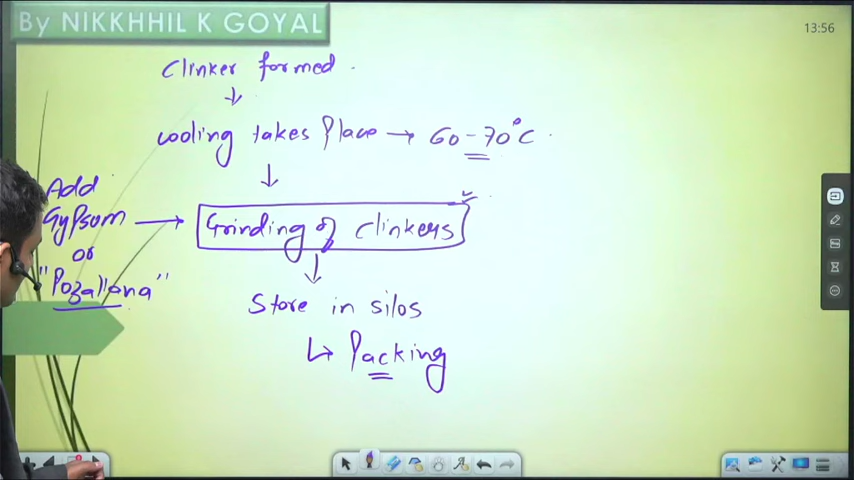 By NIKKHHIL K GOYAL
13:56
Clinker formed.
↓
Cooling takes Place → 60-70°C.
↓
Add
Gypsum → Grinding of clinkers
or
"Pozallona"
↓
Store in silos
↳ Packing